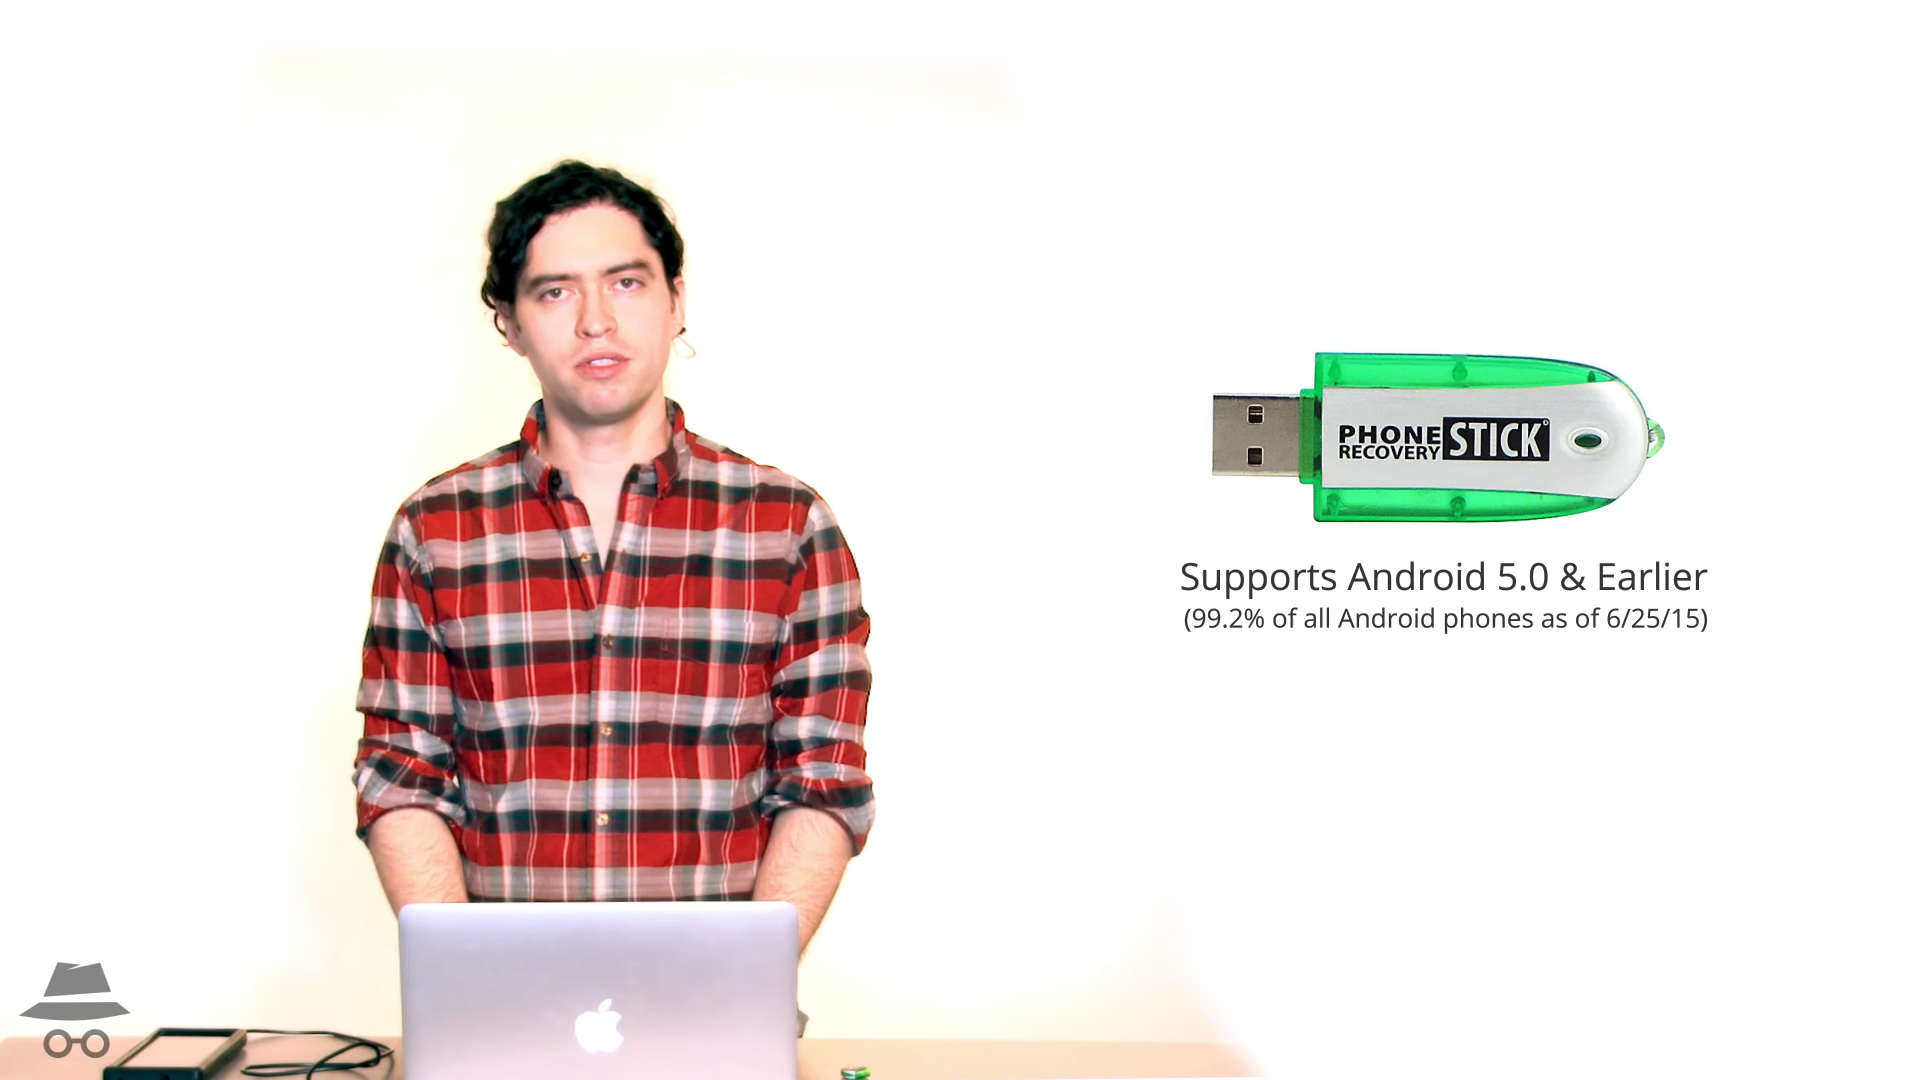 PHONE
RECOVERY
STICK
Supports Android 5.0 & Earlier
(99.2% of all Android phones as of 6/25/15)